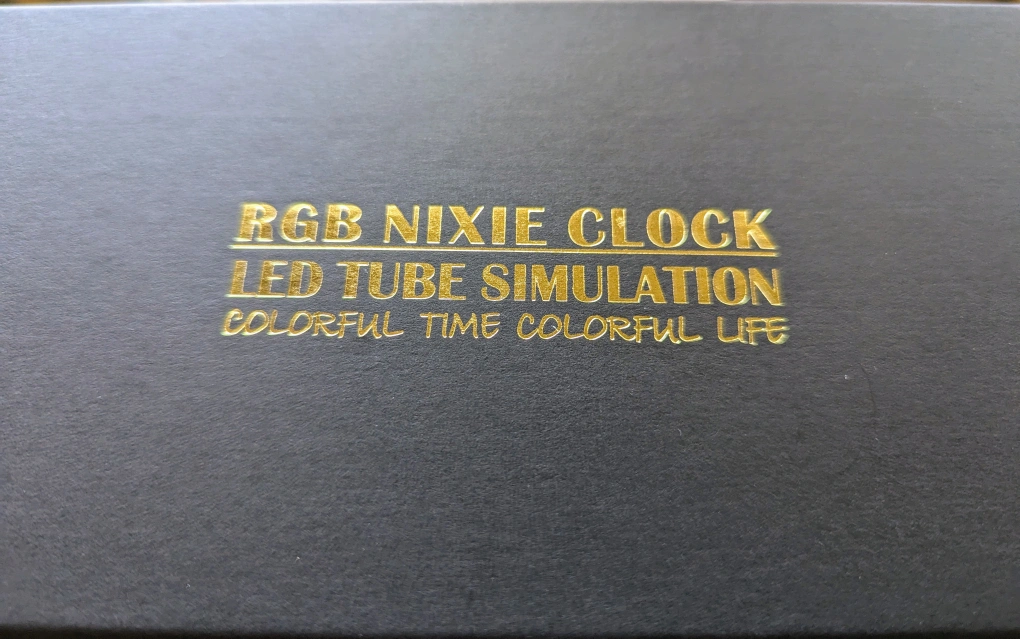 RGB NIXIE CLOCK
LED TUBE SIMULATION
COLORFUL TIME COLORFUL LIFE